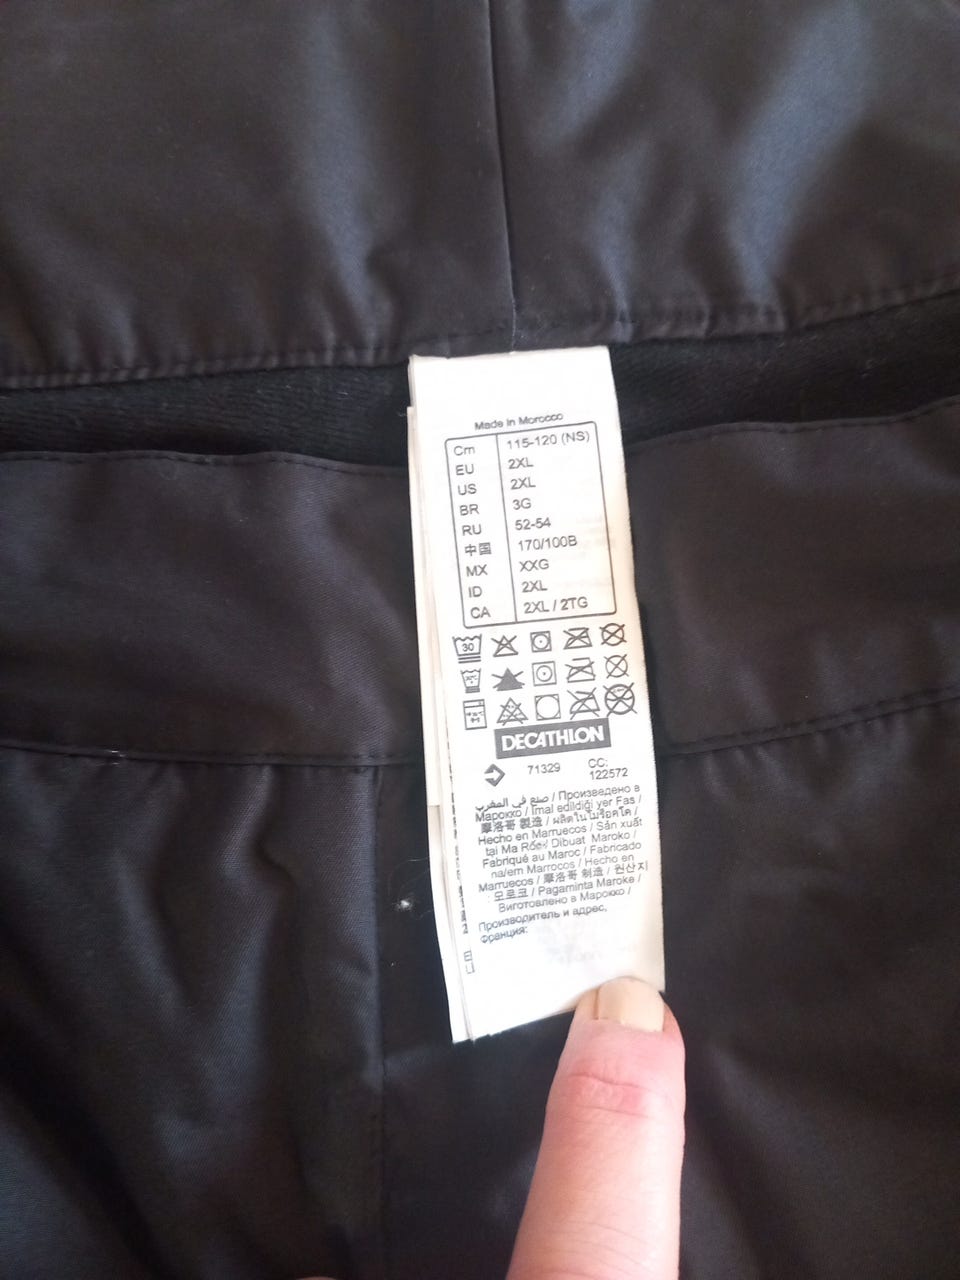 Made in Morocco
Cm 115-120 (NS)
EU 2XL
US 2XL
BR 3G
RU 52-54
中国 170/100B
MX XXG
ID 2XL
CA 2XL / 2TG
30
DECATHLON
71329 CC:
122572
صنع في المغرب / Произведено в
Марокко / İmal edildiği yer Fas /
摩洛哥 製造 / ผลิตในโมร็อคโค /
Hecho en Marruecos / Sản xuất
tại Ma Rốc / Dibuat Maroko /
Fabriqué au Maroc / Fabricado
na/em Marrocos / Hecho en
Marruecos / 摩洛哥 制造 / 원산지
: 모로코 / Pagaminta Maroke /
Виготовлено в Марокко /
Производитель и адрес,
Франция: